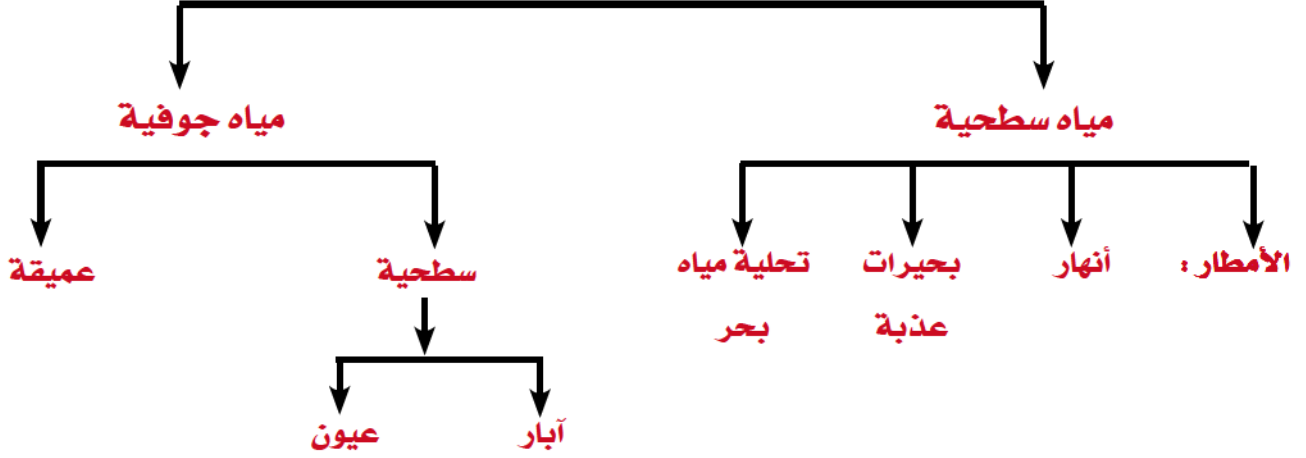 مياه سطحية
مياه جوفية
الأمطار :
أنهار
بحيرات
عذبة
تحلية مياه
بحر
سطحية
عميقة
آبار
عيون